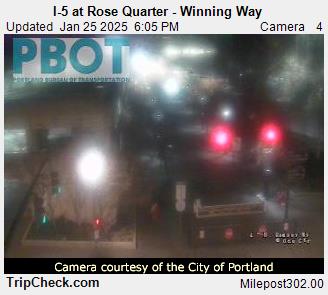 I-5 at Rose Quarter - Winning Way
Updated Jan 25 2025 6:05 PM Camera 4
PBOT
PORTLAND BUREAU OF TRANSPORTATION
Camera courtesy of the City of Portland
TripCheck.com Milepost302.00